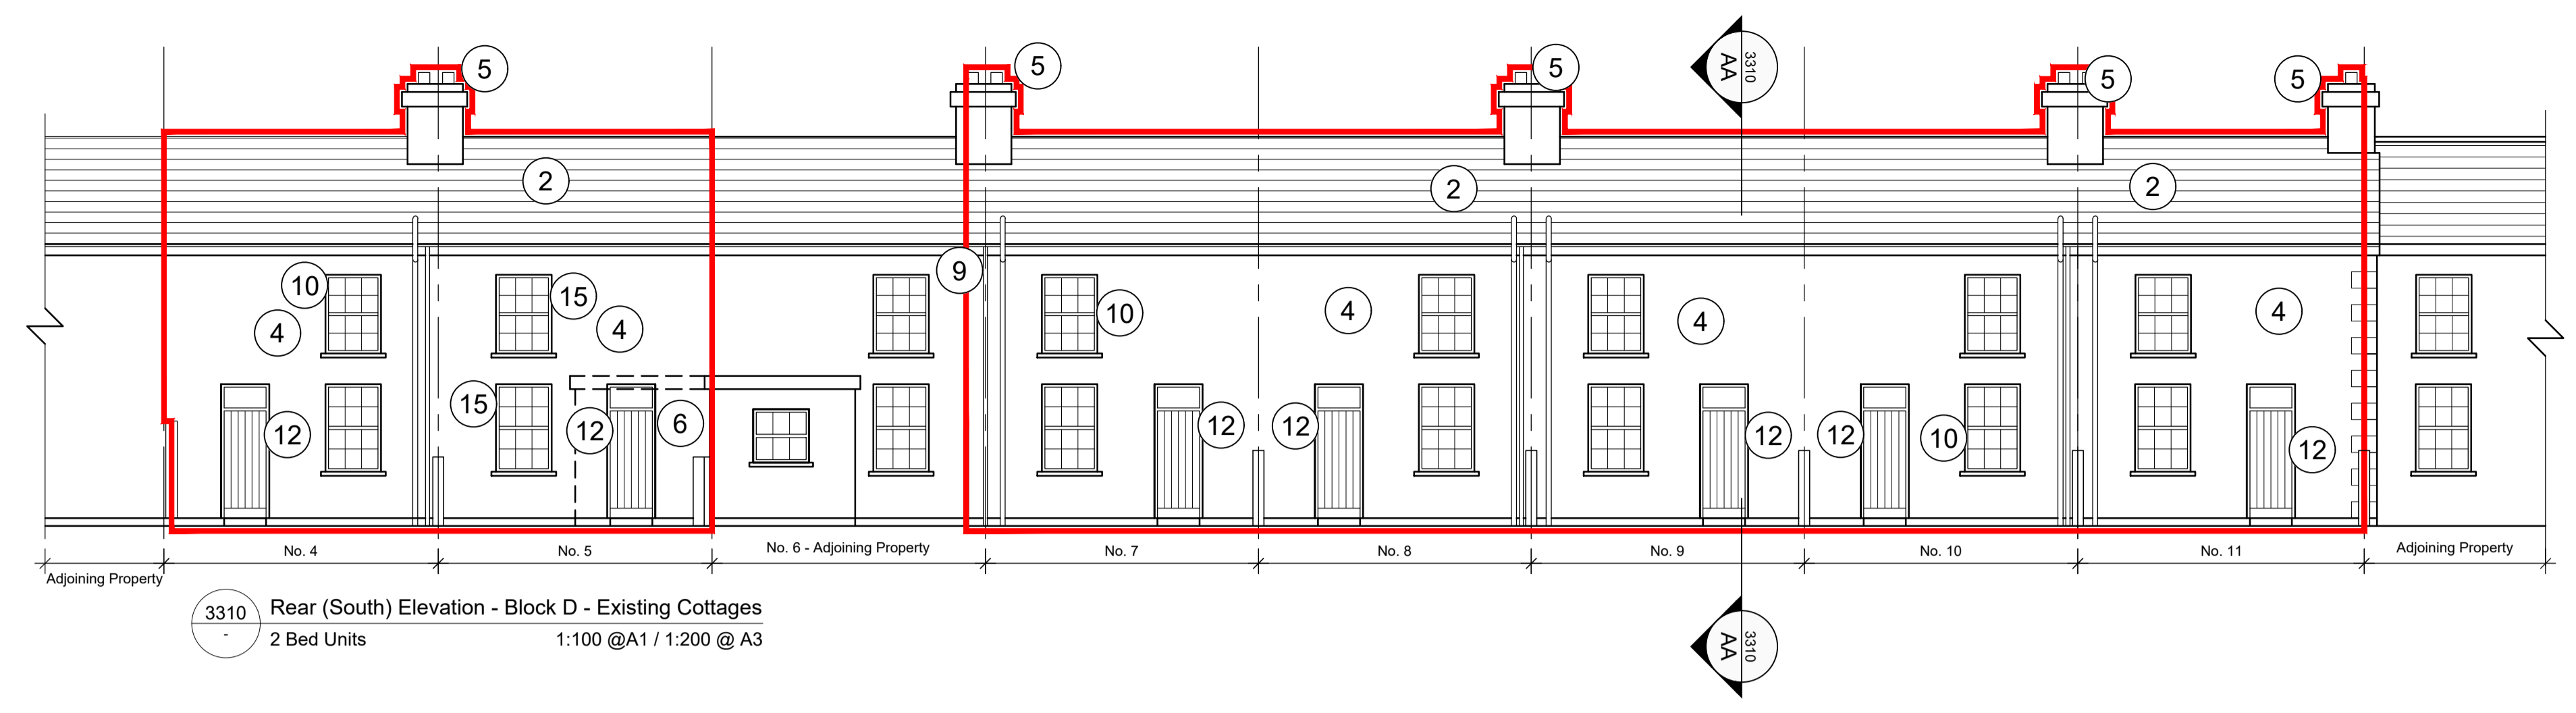 5
5
5
5
5
AA
3310
2
2
2
9
10
15
4
4
10
4
4
4
15
12
12
6
12
12
12
12
10
12
No. 4
No. 5
No. 6 - Adjoining Property
No. 7
No. 8
No. 9
No. 10
No. 11
Adjoining Property
Adjoining Property
3310
-
Rear (South) Elevation - Block D - Existing Cottages
2 Bed Units
1:100 @A1 / 1:200 @ A3
AA
3310